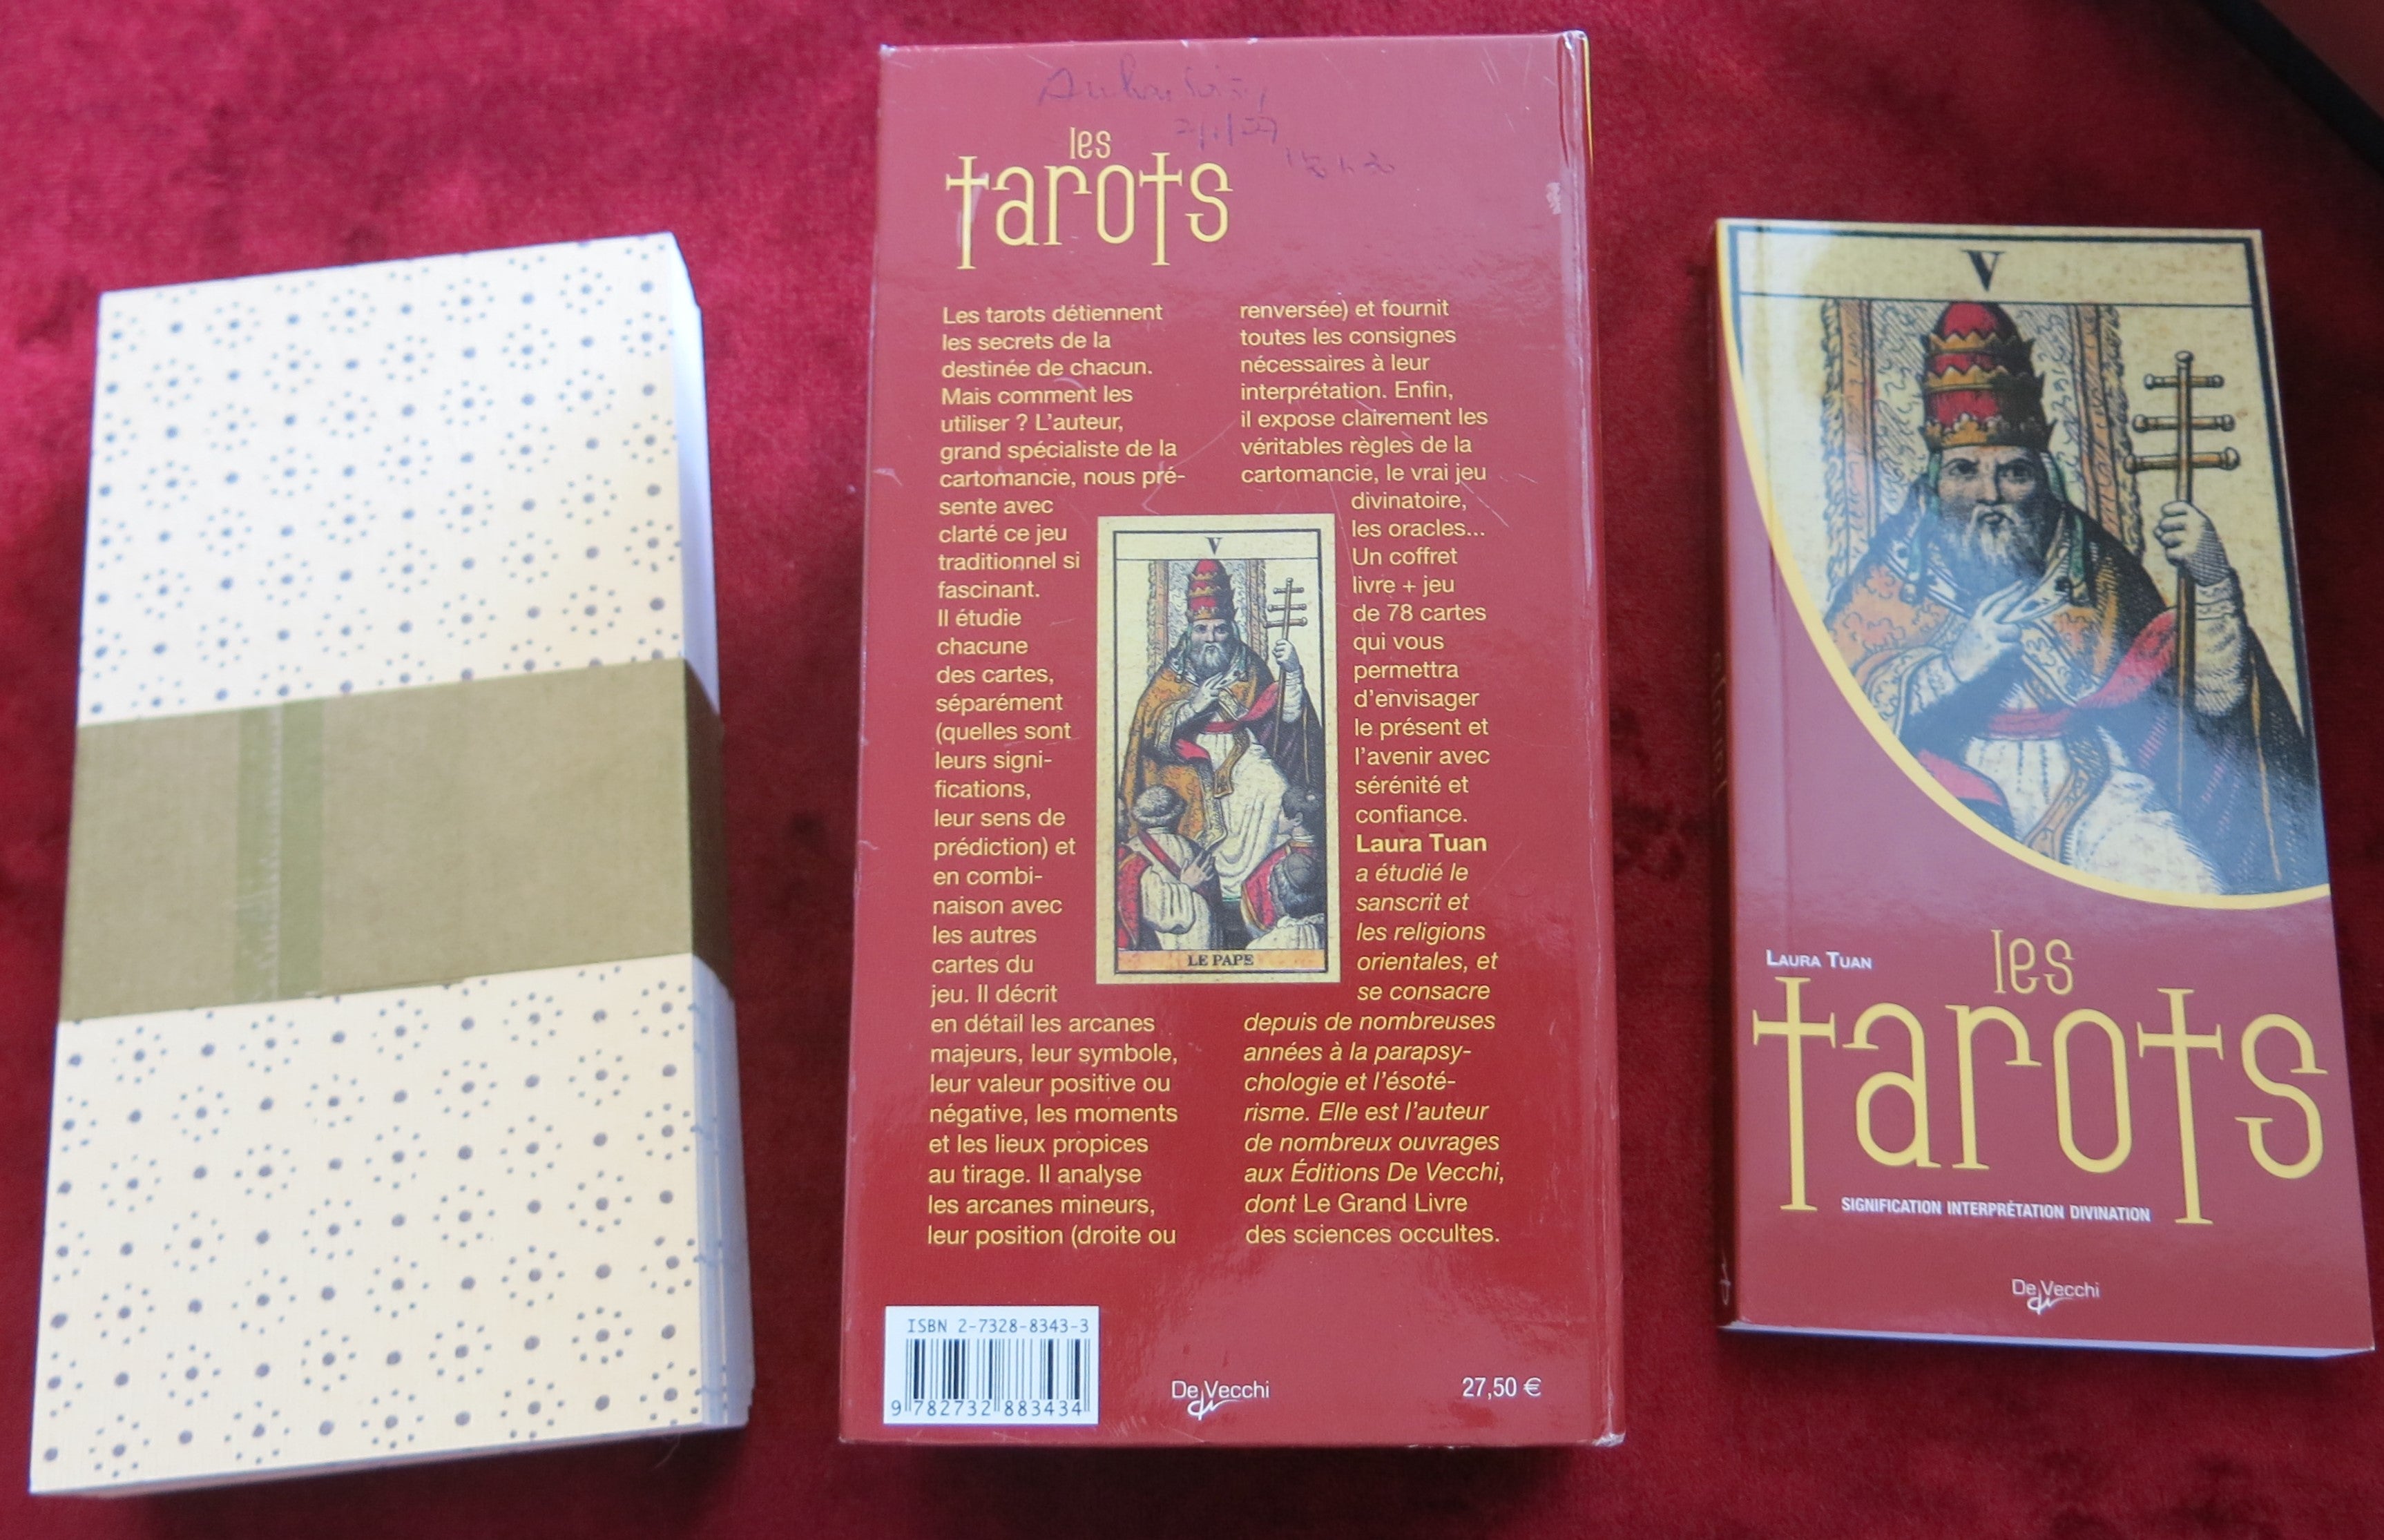 les
tarots
Les tarots détiennent
les secrets de la
destinée de chacun.
Mais comment les
utiliser ? L'auteur,
grand spécialiste de la
cartomancie, nous pré-
sente avec
clarté ce jeu
traditionnel si
fascinant.
Il étudie
chacune
des cartes,
séparément
(quelles sont
leurs signi-
fications,
leur sens de
prédiction) et
en combi-
naison avec
les autres
cartes du
jeu. Il décrit
en détail les arcanes
majeurs, leur symbole,
leur valeur positive ou
négative, les moments
et les lieux propices
au tirage. Il analyse
les arcanes mineurs,
leur position (droite ou
renversée) et fournit
toutes les consignes
nécessaires à leur
interprétation. Enfin,
il expose clairement les
véritables règles de la
cartomancie, le vrai jeu
divinatoire,
les oracles...
Un coffret
livre + jeu
de 78 cartes
qui vous
permettra
d'envisager
le présent et
l'avenir avec
sérénité et
confiance.
Laura Tuan
a étudié le
sanscrit et
les religions
orientales, et
se consacre
depuis de nombreuses
années à la parapsy-
chologie et l'ésoté-
risme. Elle est l'auteur
de nombreux ouvrages
aux Éditions De Vecchi,
dont Le Grand Livre
des sciences occultes.
V
LE PAPE
ISBN 2-7328-8343-3
9 782732 883434
De Vecchi
27,50 €
V
LAURA TUAN
les
tarots
SIGNIFICATION INTERPRÉTATION DIVINATION
De Vecchi